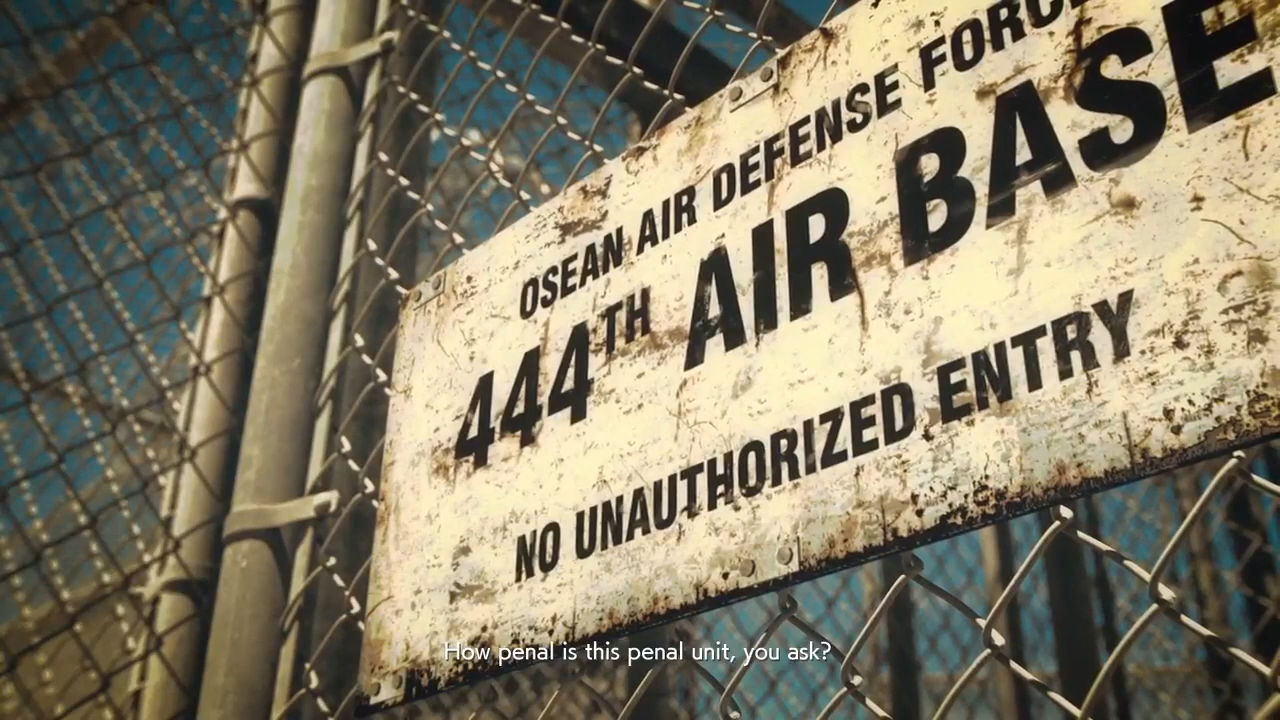 OSEAN AIR DEFENSE FORCE
444TH AIR BASE
NO UNAUTHORIZED ENTRY
How penal is this penal unit, you ask?